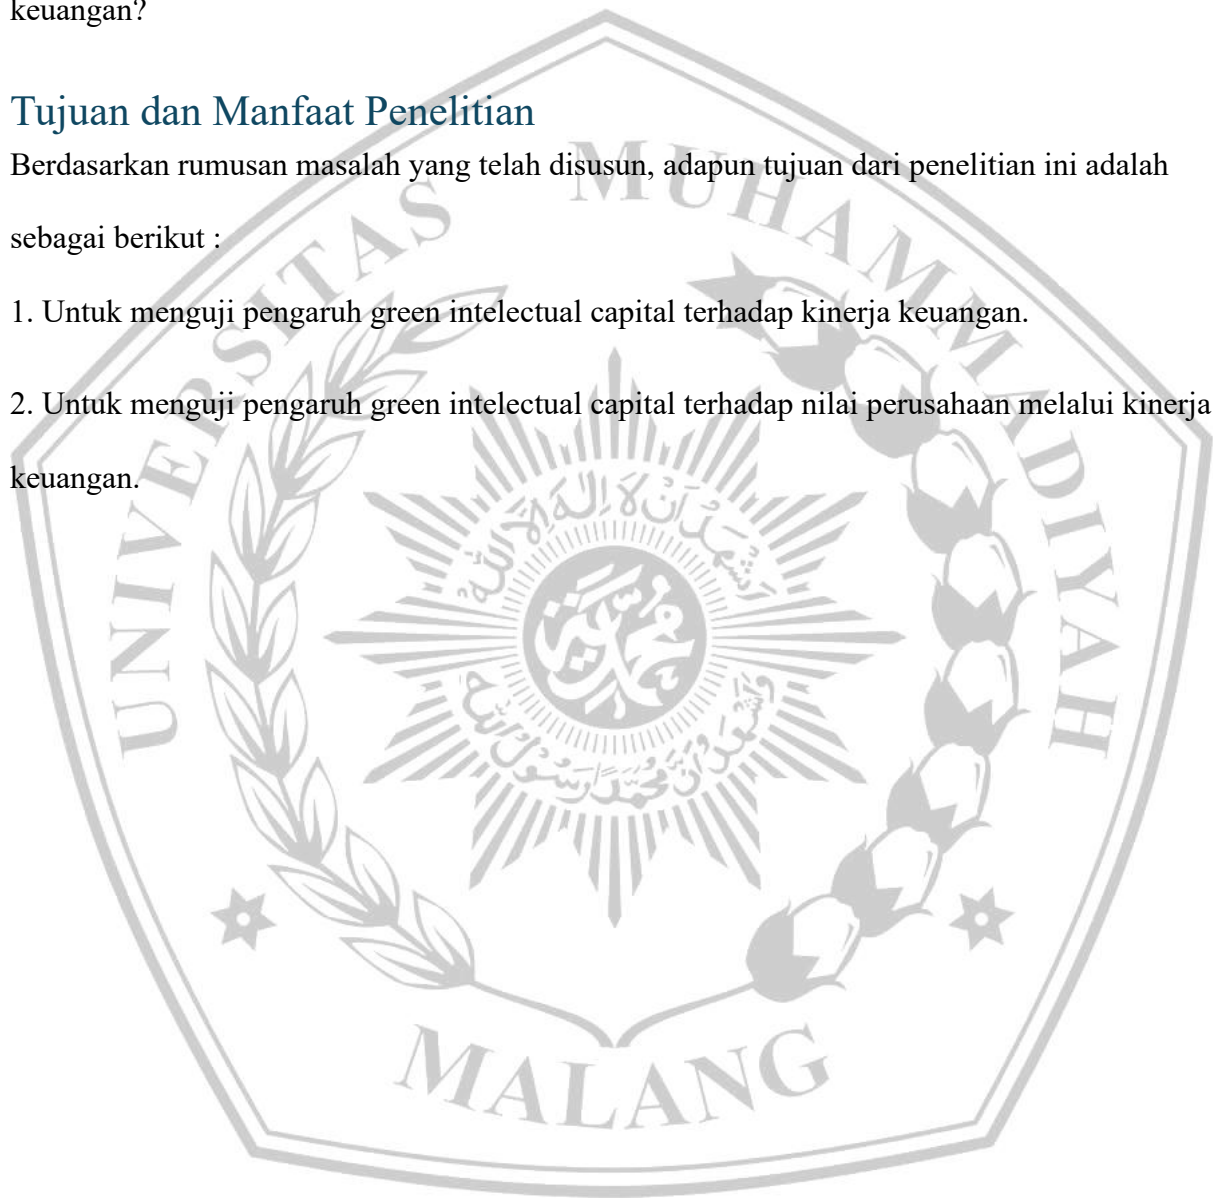 keuangan?
Tujuan dan Manfaat Penelitian
Berdasarkan rumusan masalah yang telah disusun, adapun tujuan dari penelitian ini adalah
sebagai berikut :
1. Untuk menguji pengaruh green intelectual capital terhadap kinerja keuangan.
2. Untuk menguji pengaruh green intelectual capital terhadap nilai perusahaan melalui kinerja
keuangan.
UNIVERSITAS MUHAMMADIYAH
MALANG